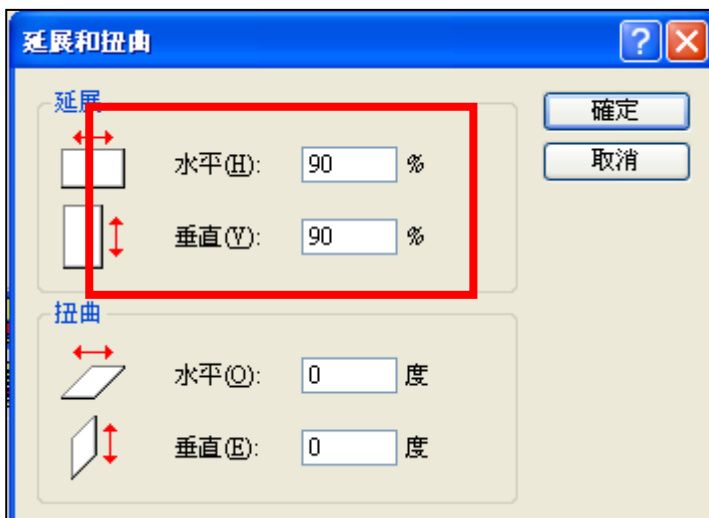 延展和扭曲
延展
確定
水平(H): 90 %
取消
垂直(V): 90 %
扭曲
水平(O): 0 度
垂直(E): 0 度